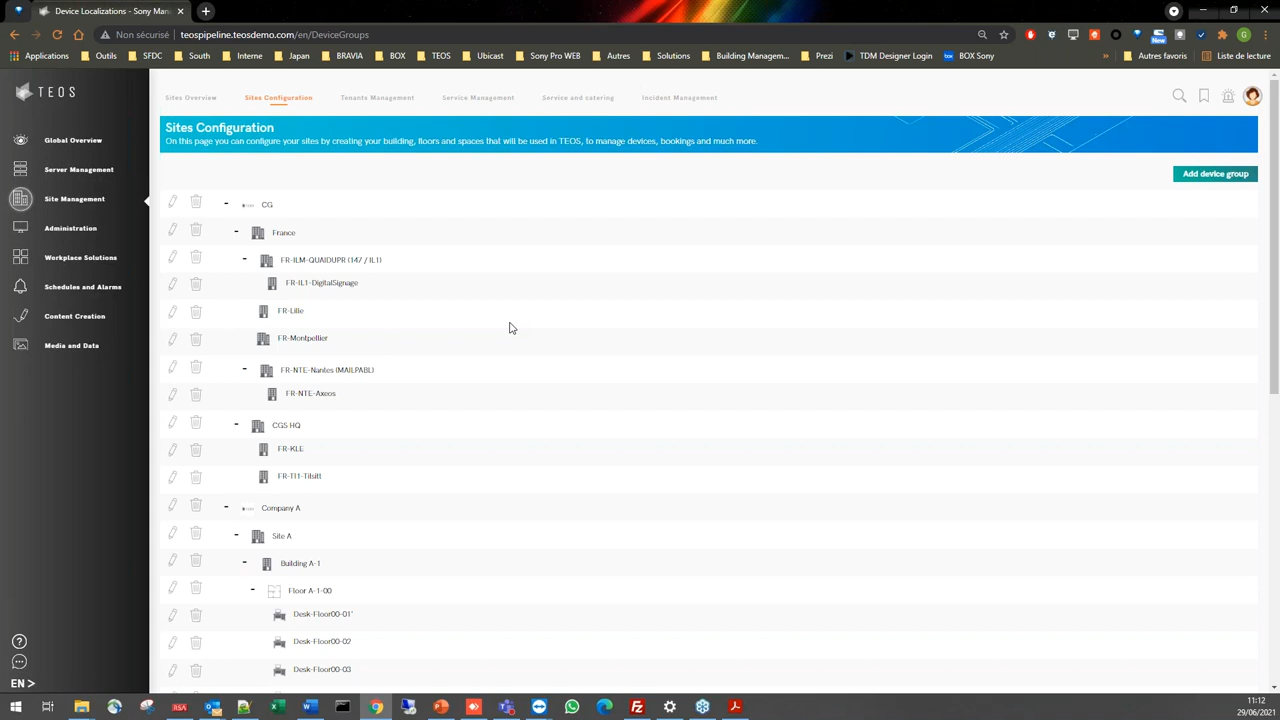 Device Localizations - Sony Man
Non sécurisé
teospipeline.teosdemo.com/en/DeviceGroups
New
G
Applications
Outils
SFDC
South
Interne
Japan
BRAVIA
BOX
TEOS
Ubicast
Sony Pro WEB
Autres
Solutions
Building Managem...
Prezi
TDM Designer Login
BOX Sony
»
Autres favoris
Liste de lecture
TEOS
Sites Overview
Sites Configuration
Tenants Management
Service Management
Service and catering
Incident Management
Sites Configuration
On this page you can configure your sites by creating your building, floors and spaces that will be used in TEOS, to manage devices, bookings and much more.
Add device group
Global Overview
Server Management
Site Management
Administration
Workplace Solutions
Schedules and Alarms
Content Creation
Media and Data
EN >
- CG
- France
- FR-ILM-QUAIDUPR (147 / IL1)
FR-IL1-DigitalSignage
FR-Lille
FR-Montpellier
- FR-NTE-Nantes (MAILPABL)
FR-NTE-Axeos
- CGS HQ
FR-KLE
FR-TI1-Tilsitt
- Company A
- Site A
- Building A-1
- Floor A-1-00
Desk-Floor00-01'
Desk-Floor00-02
Desk-Floor00-03
RSA
11:12
29/06/2021